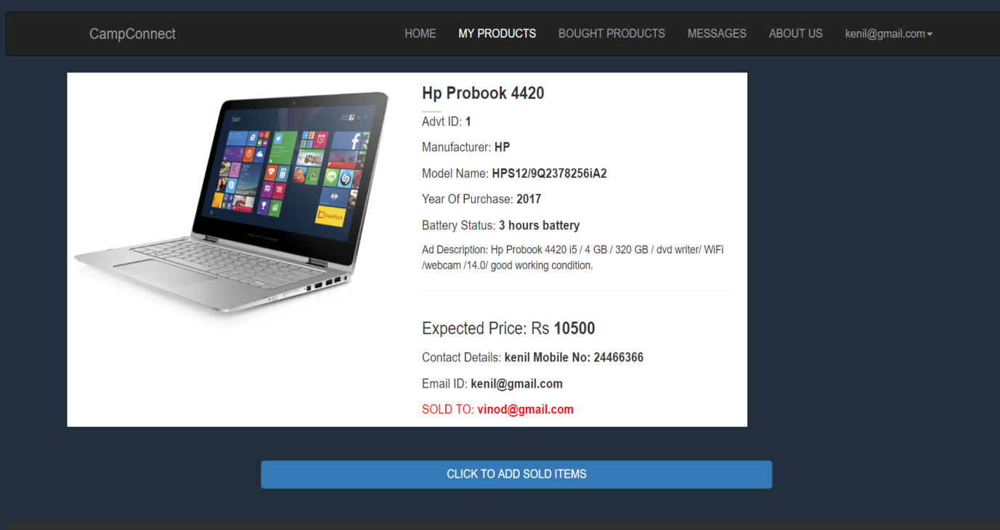 CampConnect HOME MY PRODUCTS BOUGHT PRODUCTS MESSAGES ABOUT US kenil@gmail.com
Start
HEWLETT PACKARD
FreshPaint
Hp Probook 4420
Advt ID: 1
Manufacturer: HP
Model Name: HPS12/9Q2378256iA2
Year Of Purchase: 2017
Battery Status: 3 hours battery
Ad Description: Hp Probook 4420 i5 / 4 GB / 320 GB / dvd writer/ WiFi
/webcam /14.0/ good working condition.
Expected Price: Rs 10500
Contact Details: kenil Mobile No: 24466366
Email ID: kenil@gmail.com
SOLD TO: vinod@gmail.com
CLICK TO ADD SOLD ITEMS